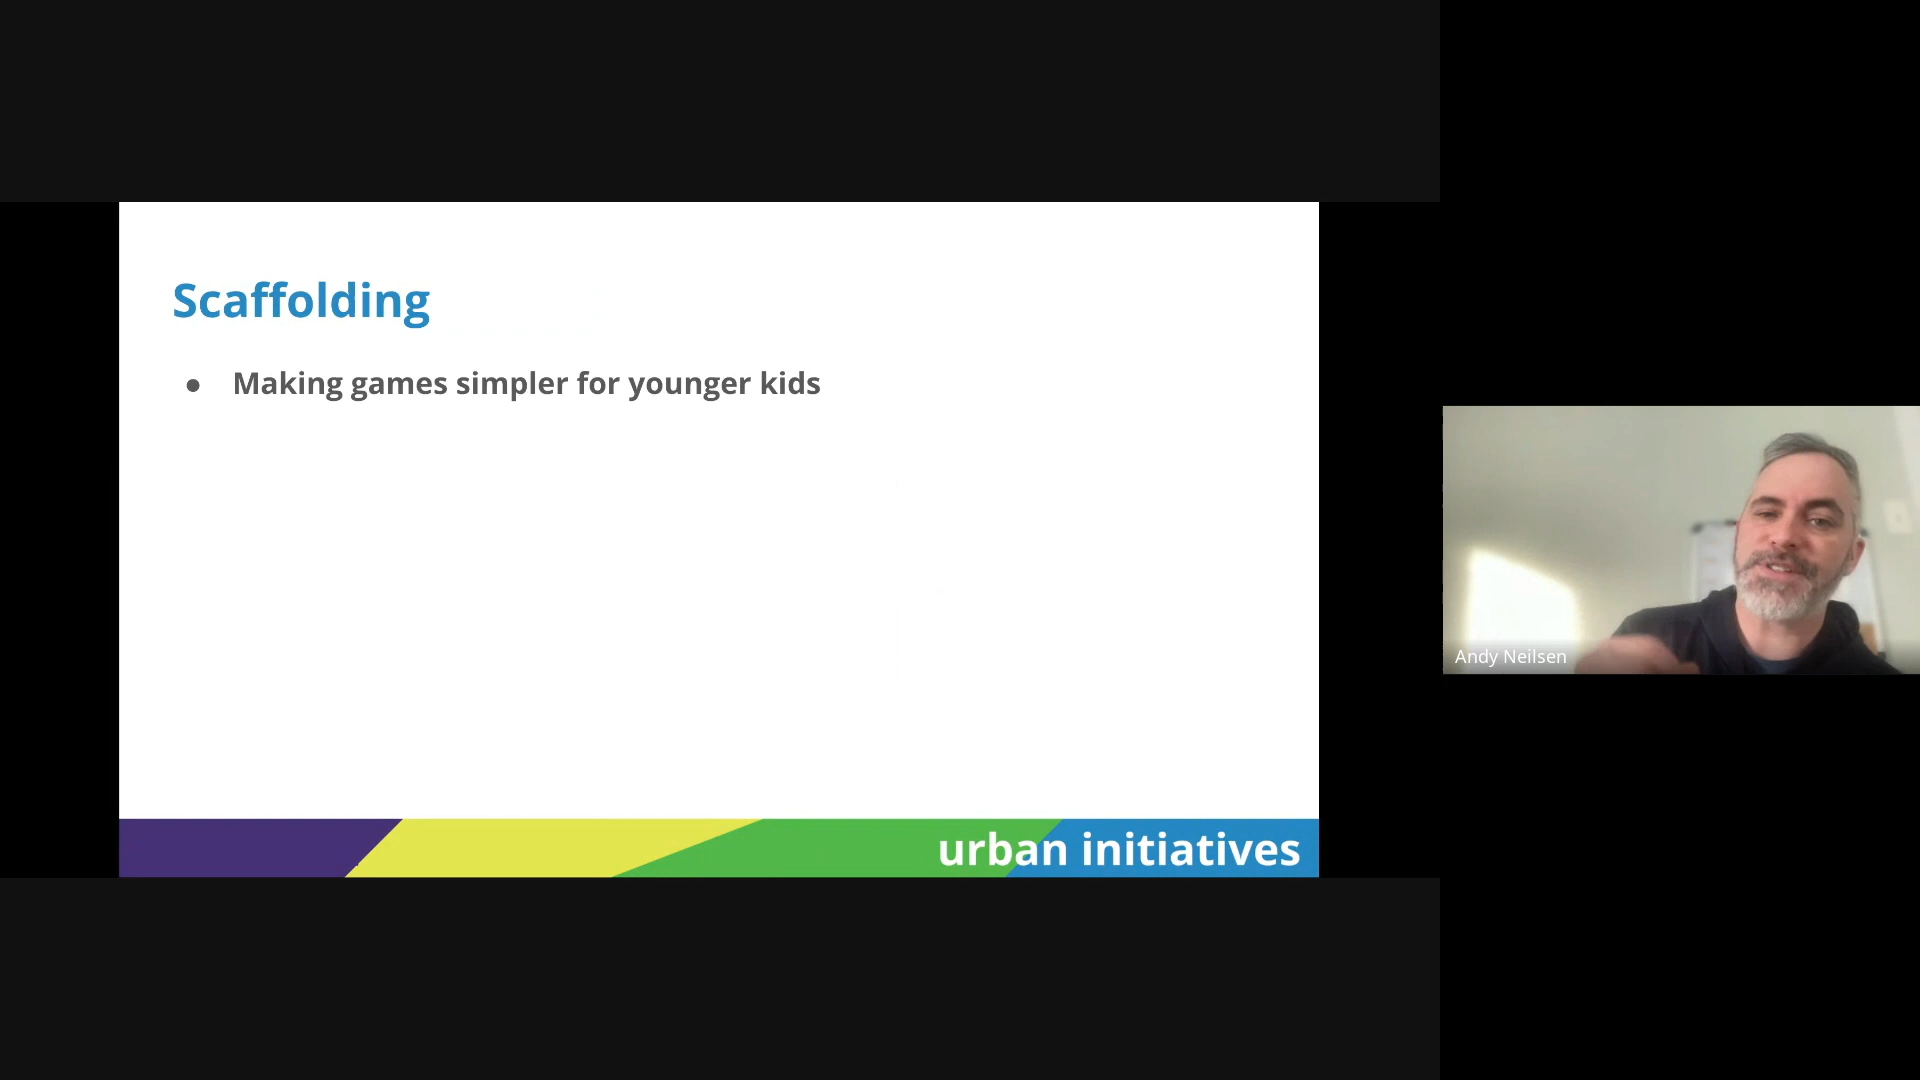 Scaffolding
● Making games simpler for younger kids
urban initiatives
Andy Neilsen